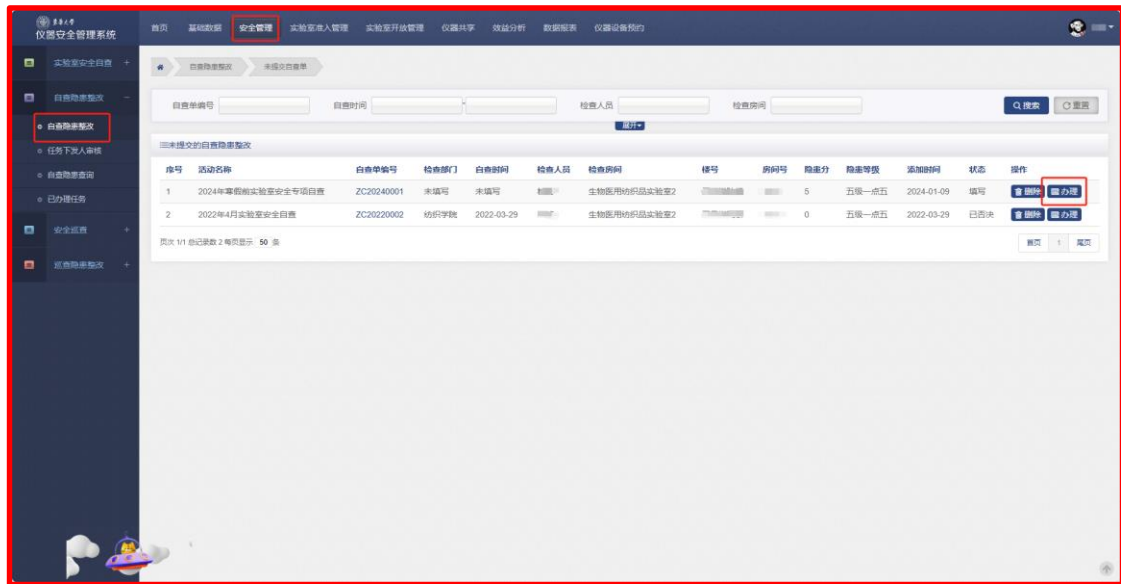 仪器安全管理系统
首页 基础数据 安全管理 实验室准入管理 实验室开放管理 仪器共享 效益分析 数据报表 仪器设备预约
实验室安全自查 +
自查隐患整改 −
自查隐患整改
任务下发人审核
自查隐患查询
已办理任务
安全巡查 +
巡查隐患整改 +
自查隐患整改 未提交自查单
自查单编号 自查时间 - 检查人员 检查房间 搜索 重置
展开
未提交的自查隐患整改
序号 活动名称 自查单编号 检查部门 自查时间 检查人员 检查房间 楼号 房间号 隐患分 隐患等级 添加时间 状态 操作
1 2024年寒假前实验室安全专项自查 ZC20240001 未填写 未填写 生物医用纺织品实验室2 5 五级一点五 2024-01-09 填写 删除 办理
2 2022年4月实验室安全自查 ZC20220002 纺织学院 2022-03-29 生物医用纺织品实验室2 0 五级一点五 2022-03-29 已否决 删除 办理
页次 1/1 总记录数 2 每页显示 50 条
首页 1 尾页